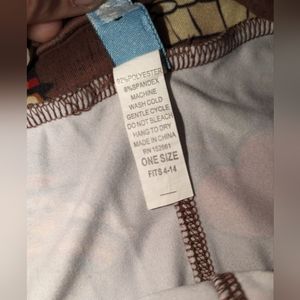 92% POLYESTER
8% SPANDEX
MACHINE
WASH COLD
GENTLE CYCLE
DO NOT BLEACH
HANG TO DRY
MADE IN CHINA
RN 152661
ONE SIZE
FITS 4-14